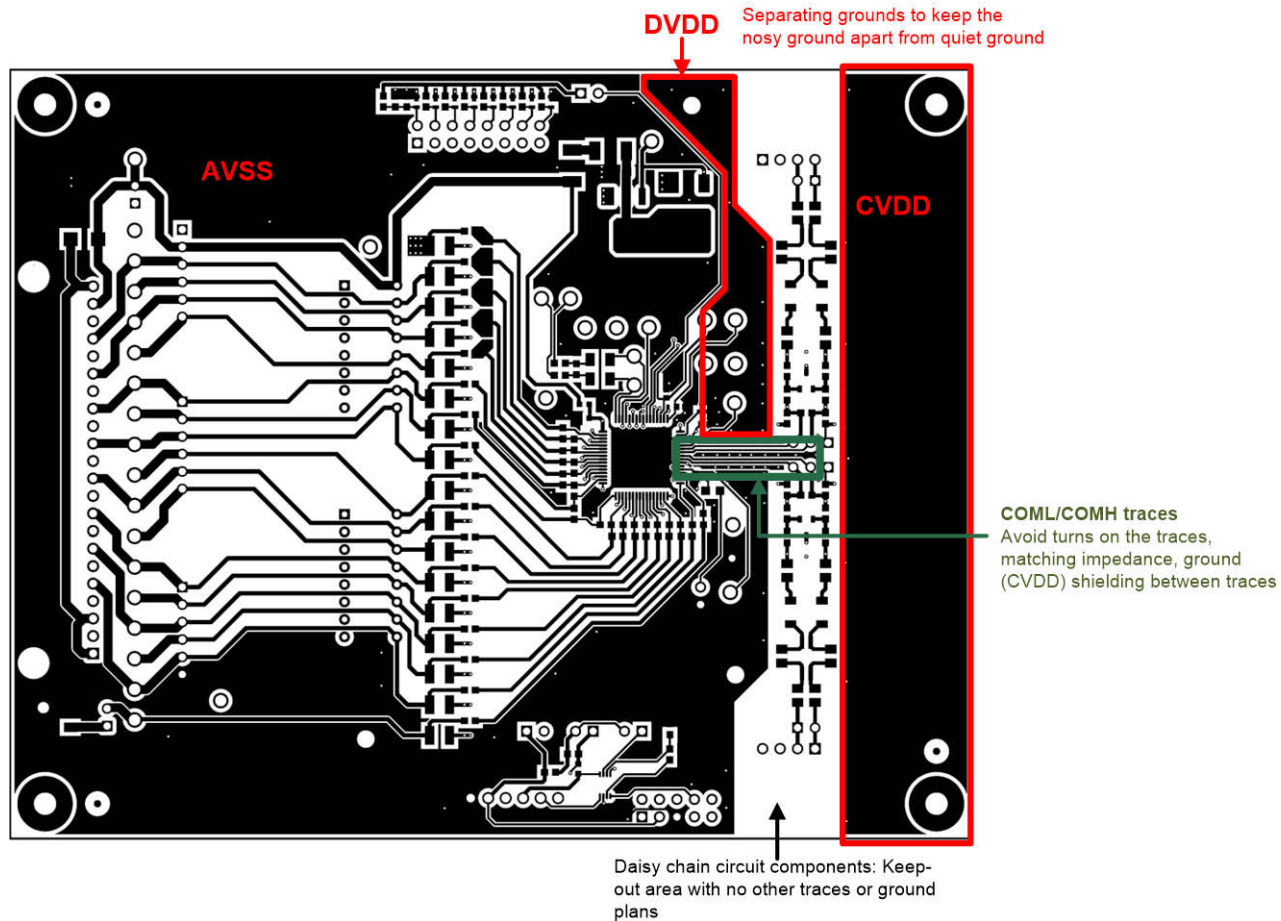 DVDD
Separating grounds to keep the
nosy ground apart from quiet ground
AVSS
CVDD
COML/COMH traces
Avoid turns on the traces,
matching impedance, ground
(CVDD) shielding between traces
Daisy chain circuit components: Keep-
out area with no other traces or ground
plans